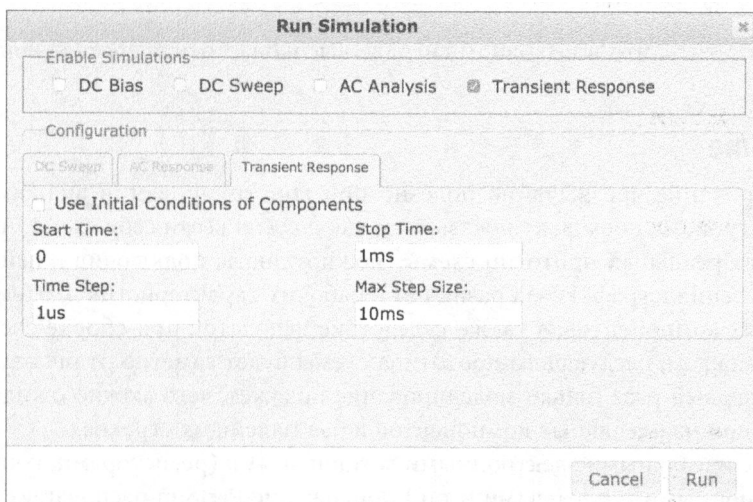 Run Simulation
Enable Simulations
DC Bias DC Sweep AC Analysis Transient Response
Configuration
DC Sweep AC Response Transient Response
Use Initial Conditions of Components
Start Time: Stop Time:
0 1ms
Time Step: Max Step Size:
1us 10ms
Cancel Run